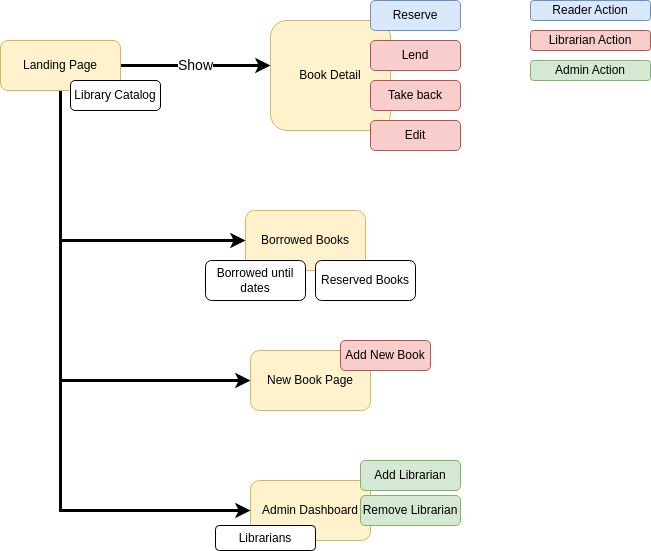 Reserve
Reader Action
Lend
Librarian Action
Landing Page
Show
Book Detail
Admin Action
Library Catalog
Take back
Edit
Borrowed Books
Borrowed until
dates
Reserved Books
Add New Book
New Book Page
Add Librarian
Admin Dashboard
Remove Librarian
Librarians